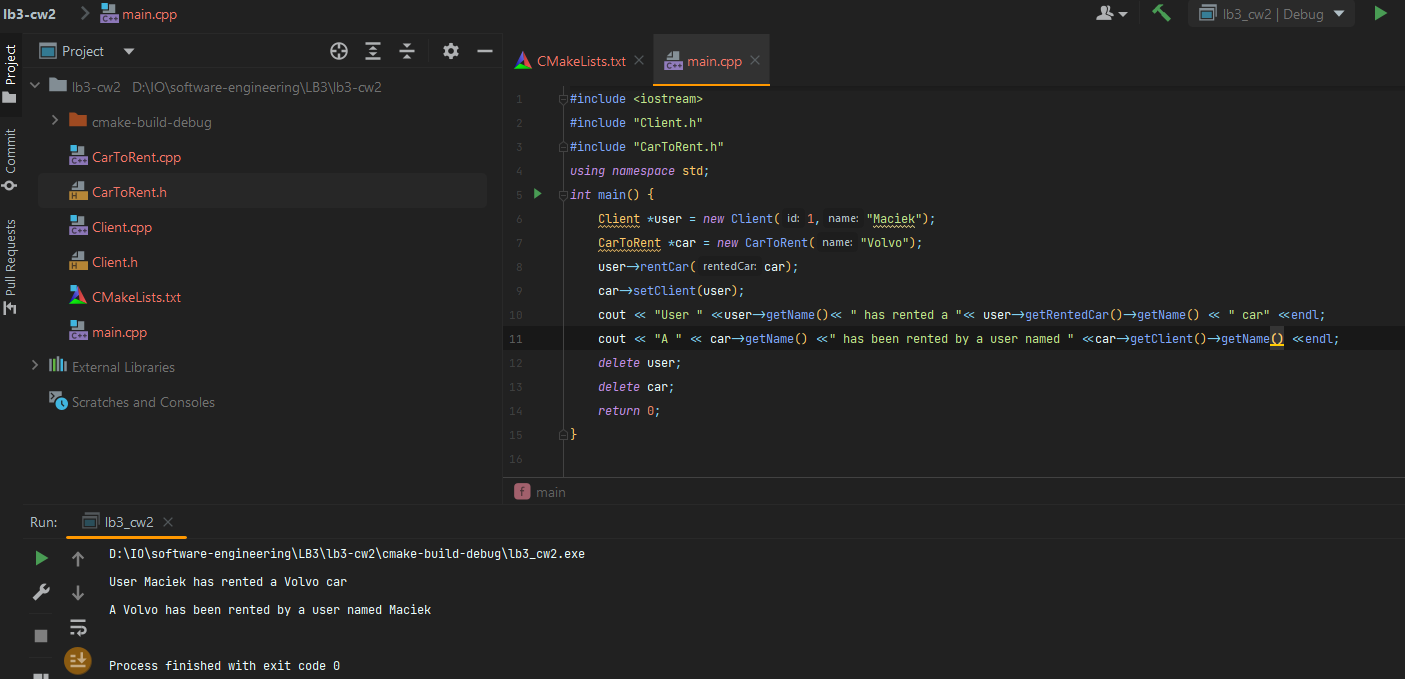 lb3-cw2 main.cpp lb3_cw2 | Debug
Project
Commit
Pull Requests
Project
lb3-cw2 D:\IO\software-engineering\LB3\lb3-cw2
cmake-build-debug
CarToRent.cpp
CarToRent.h
Client.cpp
Client.h
CMakeLists.txt
main.cpp
External Libraries
Scratches and Consoles
CMakeLists.txt main.cpp
1 #include <iostream>
2 #include "Client.h"
3 #include "CarToRent.h"
4 using namespace std;
5 int main() {
6 Client *user = new Client( id: 1, name: "Maciek");
7 CarToRent *car = new CarToRent( name: "Volvo");
8 user->rentCar( rentedCar: car);
9 car->setClient(user);
10 cout << "User " <<user->getName()<< " has rented a "<< user->getRentedCar()->getName() << " car" <<endl;
11 cout << "A " << car->getName() <<" has been rented by a user named " <<car->getClient()->getName() <<endl;
12 delete user;
13 delete car;
14 return 0;
15 }
16
f main
Run: lb3_cw2
D:\IO\software-engineering\LB3\lb3-cw2\cmake-build-debug\lb3_cw2.exe
User Maciek has rented a Volvo car
A Volvo has been rented by a user named Maciek
Process finished with exit code 0